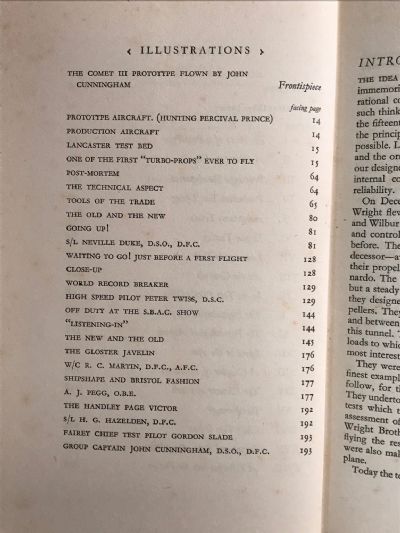 ‹ ILLUSTRATIONS ›
THE COMET III PROTOTYPE FLOWN BY JOHN
CUNNINGHAM Frontispiece
facing page
PROTOTYPE AIRCRAFT. (HUNTING PERCIVAL PRINCE) 14
PRODUCTION AIRCRAFT 14
LANCASTER TEST BED 15
ONE OF THE FIRST "TURBO-PROPS" EVER TO FLY 15
POST-MORTEM 64
THE TECHNICAL ASPECT 64
TOOLS OF THE TRADE 65
THE OLD AND THE NEW 80
GOING UP! 81
S/L NEVILLE DUKE, D.S.O., D.F.C. 81
WAITING TO GO! JUST BEFORE A FIRST FLIGHT 128
CLOSE-UP 128
WORLD RECORD BREAKER 129
HIGH SPEED PILOT PETER TWISS, D.S.C. 129
OFF DUTY AT THE S.B.A.C. SHOW 144
"LISTENING-IN" 144
THE NEW AND THE OLD 145
THE GLOSTER JAVELIN 176
W/C R. C. MARTIN, D.F.C., A.F.C. 176
SHIPSHAPE AND BRISTOL FASHION 177
A. J. PEGG, O.B.E. 177
THE HANDLEY PAGE VICTOR 192
S/L H. G. HAZELDEN, D.F.C. 192
FAIREY CHIEF TEST PILOT GORDON SLADE 193
GROUP CAPTAIN JOHN CUNNINGHAM, D.S.O., D.F.C. 193
INTRO
THE IDEA
immemori
rational co
such think
the fifteent
the princip
possible. L
and the or
our designe
internal co
reliability.
On Dece
Wright flev
and Wilbur
and control
before. The
decessor—a
their propel
nardo. The
but a steady
they designe
pellers. They
and between
this tunnel. T
loads to whic
most interest
They were
finest exampl
follow, for th
They underto
tests which t
assessment of
Wright Broth
flying the res
were also mak
plane.
Today the te